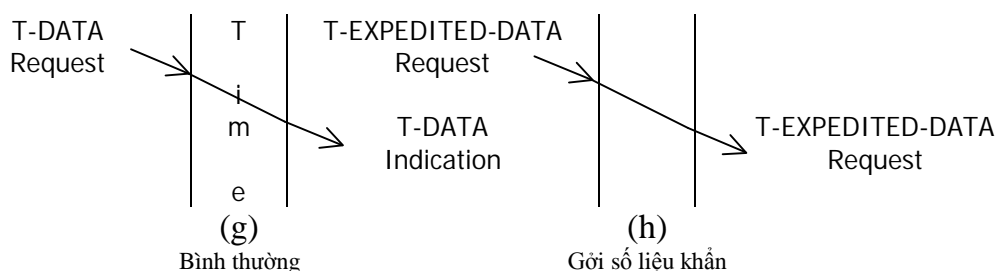 T-DATA
Request
T
i
m
e
T-DATA
Indication
(g)
Bình thường
T-EXPEDITED-DATA
Request
T-EXPEDITED-DATA
Request
(h)
Gởi số liệu khẩn